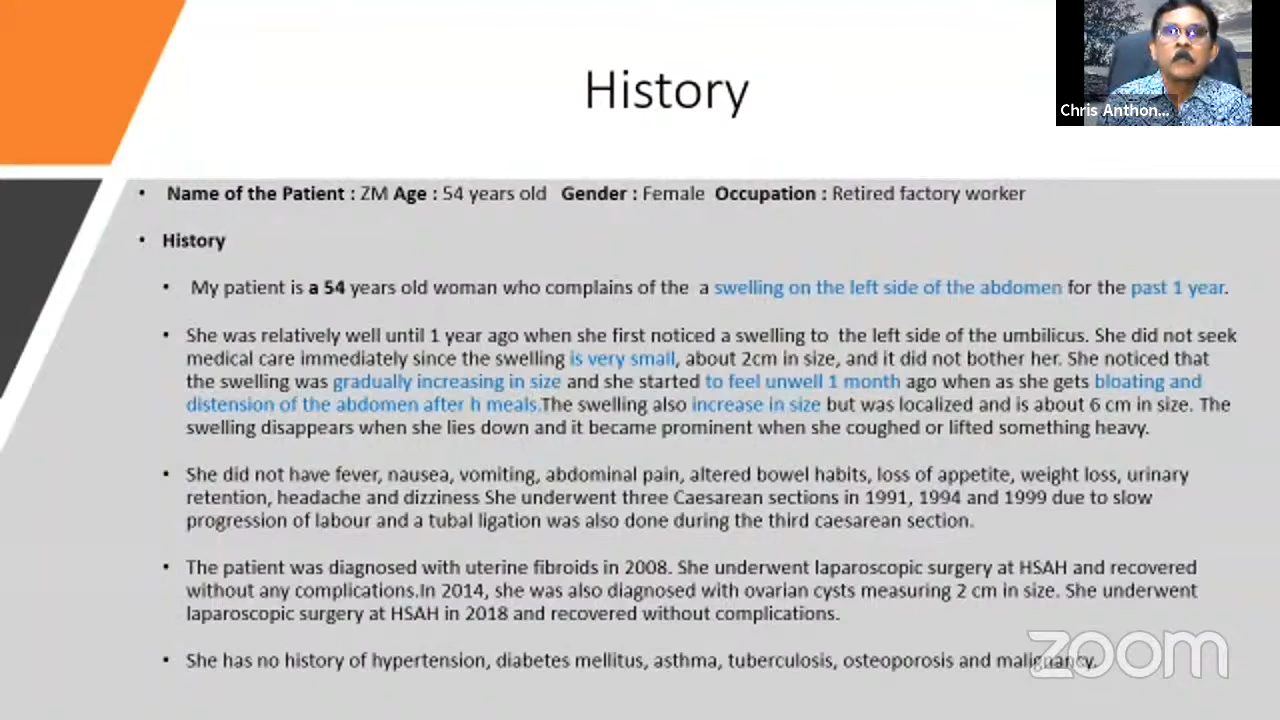 History
Chris Anthon...
• Name of the Patient : ZM Age : 54 years old Gender : Female Occupation : Retired factory worker
• History
• My patient is a 54 years old woman who complains of the a swelling on the left side of the abdomen for the past 1 year.
• She was relatively well until 1 year ago when she first noticed a swelling to the left side of the umbilicus. She did not seek
medical care immediately since the swelling is very small, about 2cm in size, and it did not bother her. She noticed that
the swelling was gradually increasing in size and she started to feel unwell 1 month ago when as she gets bloating and
distension of the abdomen after h meals.The swelling also increase in size but was localized and is about 6 cm in size. The
swelling disappears when she lies down and it became prominent when she coughed or lifted something heavy.
• She did not have fever, nausea, vomiting, abdominal pain, altered bowel habits, loss of appetite, weight loss, urinary
retention, headache and dizziness She underwent three Caesarean sections in 1991, 1994 and 1999 due to slow
progression of labour and a tubal ligation was also done during the third caesarean section.
• The patient was diagnosed with uterine fibroids in 2008. She underwent laparoscopic surgery at HSAH and recovered
without any complications.In 2014, she was also diagnosed with ovarian cysts measuring 2 cm in size. She underwent
laparoscopic surgery at HSAH in 2018 and recovered without complications.
• She has no history of hypertension, diabetes mellitus, asthma, tuberculosis, osteoporosis and malignancy.
zoom